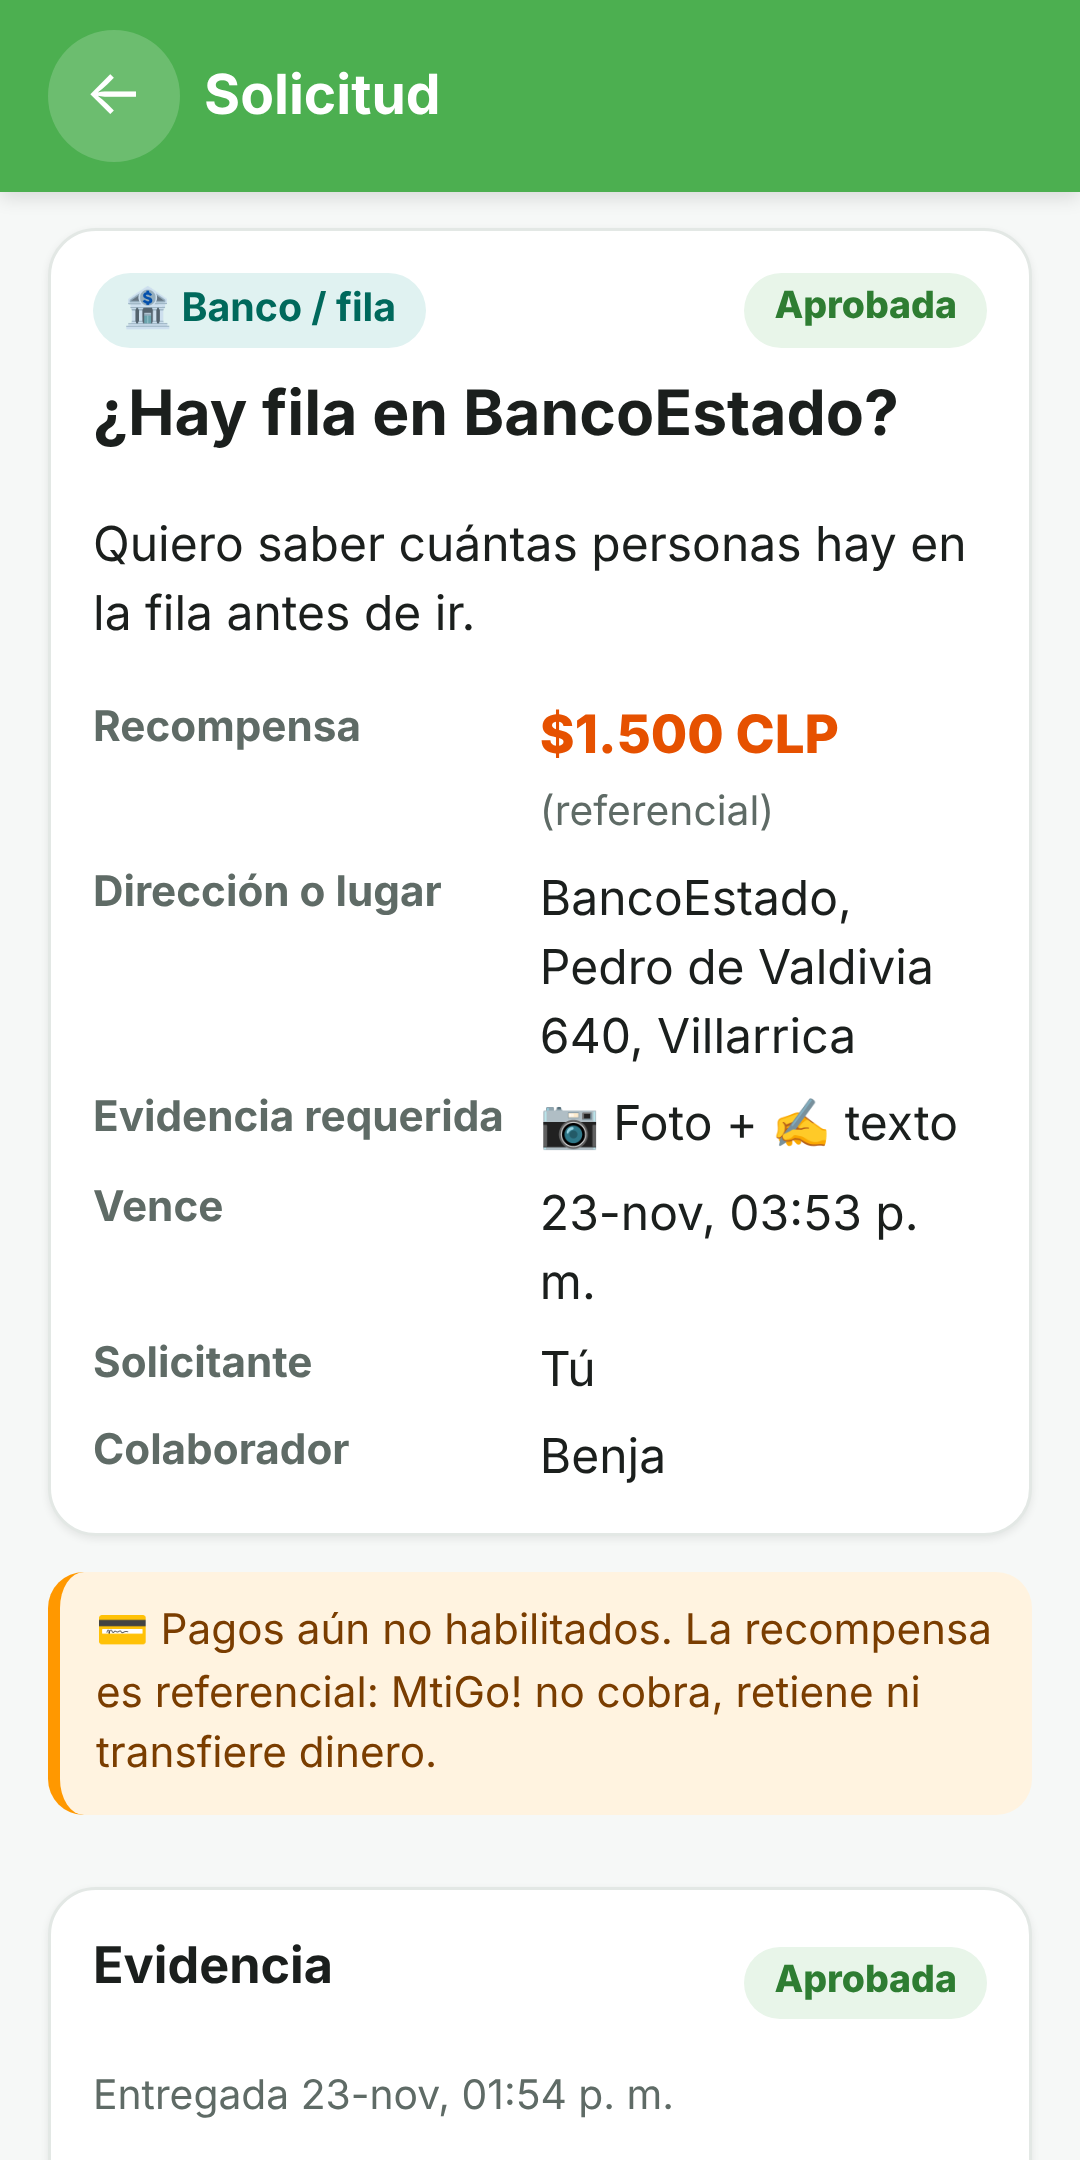 Solicitud
Banco / fila
Aprobada
¿Hay fila en BancoEstado?
Quiero saber cuántas personas hay en
la fila antes de ir.
Recompensa
$1.500 CLP
(referencial)
Dirección o lugar
BancoEstado,
Pedro de Valdivia
640, Villarrica
Evidencia requerida
📷 Foto + ✍️ texto
Vence
23-nov, 03:53 p.
m.
Solicitante
Tú
Colaborador
Benja
💳 Pagos aún no habilitados. La recompensa
es referencial: MtiGo! no cobra, retiene ni
transfiere dinero.
Evidencia
Aprobada
Entregada 23-nov, 01:54 p. m.